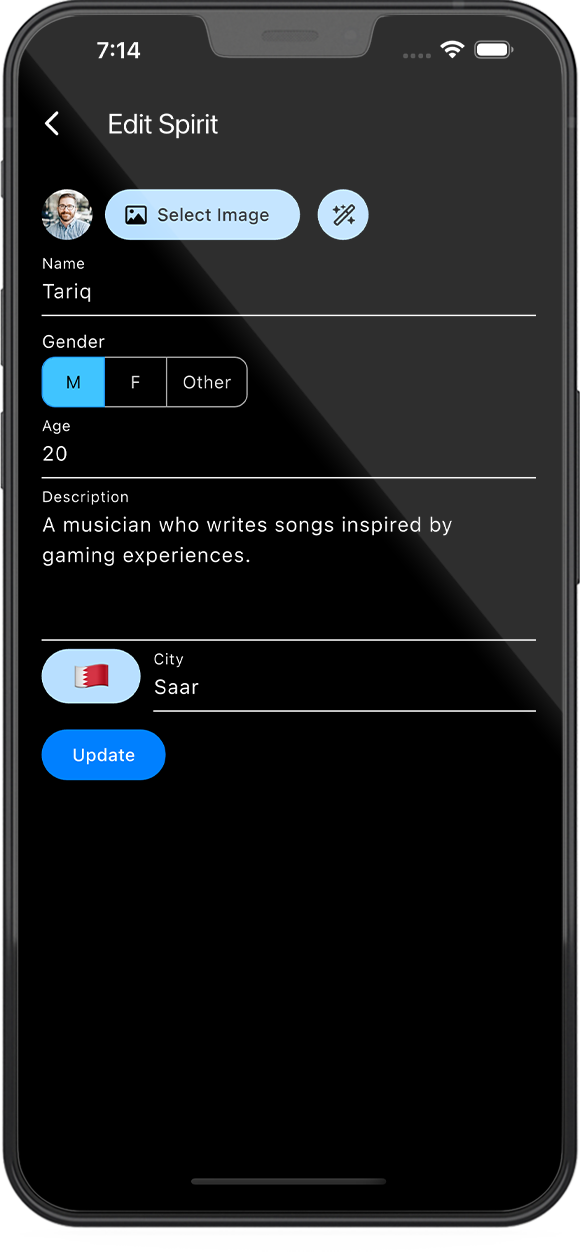 7:14
Edit Spirit
Select Image
Name
Tariq
Gender
M F Other
Age
20
Description
A musician who writes songs inspired by
gaming experiences.
City
Saar
Update